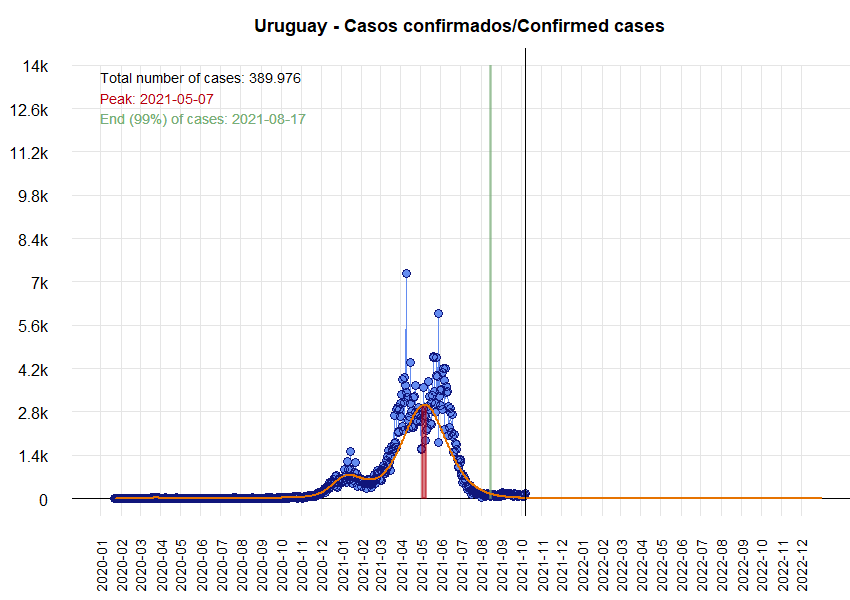 Uruguay - Casos confirmados/Confirmed cases
14k
Total number of cases: 389.976
Peak: 2021-05-07
12.6k
End (99%) of cases: 2021-08-17
11.2k
9.8k
8.4k
7k
5.6k
4.2k
2.8k
1.4k
0
2020-01
2020-02
2020-03
2020-04
2020-05
2020-06
2020-07
2020-08
2020-09
2020-10
2020-11
2020-12
2021-01
2021-02
2021-03
2021-04
2021-05
2021-06
2021-07
2021-08
2021-09
2021-10
2021-11
2021-12
2022-01
2022-02
2022-03
2022-04
2022-05
2022-06
2022-07
2022-08
2022-09
2022-10
2022-11
2022-12